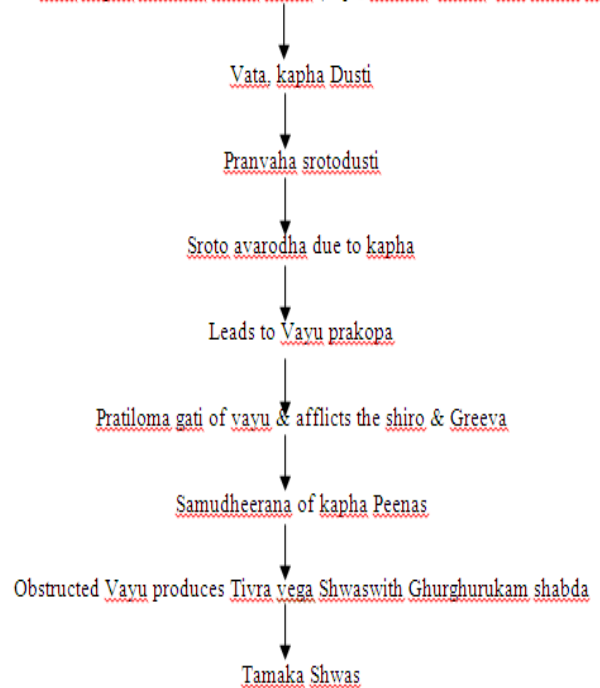 Vata, kapha Dusti
Pranvaha srotodusti
Sroto avarodha due to kapha
Leads to Vayu prakopa
Pratiloma gati of vayu & afflicts the shiro & Greeva
Samudheerana of kapha Peenas
Obstructed Vayu produces Tivra vega Shwaswith Ghurghurukam shabda
Tamaka Shwas